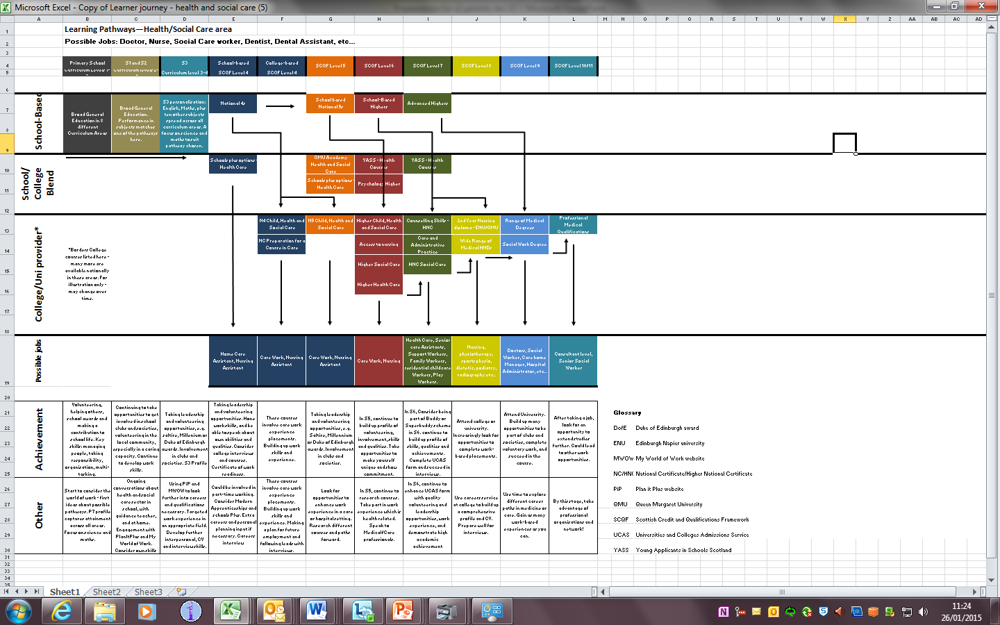 Microsoft Excel - Copy of Learner journey - health and social care (5)
A B C D E F G H I J K L M N O P Q R S T U V W X Y Z AA AB AC AD
Learning Pathways—Health/Social Care area
Possible Jobs: Doctor, Nurse, Social Care worker, Dentist, Dental Assistant, etc...
Primary School
Curriculum Levels 1-
S1 and S2
Curriculum levels 2-
S3
Curriculum Level 3-4
School-based
SCQF Level 4
College-based
SCQF Level 4
SCQF Level 5
SCQF Level 6
SCQF Level 7
SCQF Level 8
SCQF Level 9
SCQF Level 10/11
School-Based
Broad General
Education in 8
different
Curriculum Areas
Broad General
Education.
Performance in
subjects matches
one of the pathways
here.
S3 personalisation:
English, Maths, plus
ten other subjects
spread across all
curriculum areas. A
focus on science and
maths to suit
pathway chosen.
National 4s
School based
National 5s
School-Based
Highers
Advanced Highers
School/
College
Blend
Schools plus options -
Health Care
QMU Academy
Health and Social
Care
Schools plus options -
Health Care
YASS - Health
Courses
Psychology Higher
YASS - Health
Courses
College/Uni provider*
*Borders College
courses listed here -
many more are
available nationally
in these areas. For
illustration only -
may change over
time.
N4 Child, Health and
Social Care
NC Preparation for a
Course in Care
N5 Child, Health and
Social Care
Higher Child, Health
and Social Care
Access to nursing
Higher Social Care
Higher Health Care
Counselling Skills -
HNC
Care and
Administrative
Practice
HNC Social Care
2nd Year Nursing
diploma - ENU/QMU
Wide Range of
Medical HNDs
Range of Medical
Degrees
Social Work Degree
Professional
Medical
Qualifications
Possible jobs
Home Care
Assistant, Nursing
Assistant
Care Work, Nursing
Assistant
Care Work, Nursing
Assistant
Care Work, Nursing
Health Care, Senior
care Assistants,
Support Workers,
Family Workers,
residential childcare
Workers, Play
Workers.
Nursing,
physiotherapy,
sports physio,
dietetic, podiatry,
radiography etc..
Doctors, Social
Worker, Care home
Manager, Hospital
Administrator, etc..
Consultant level,
Senior Social
Worker
Achievement
Volunteering,
helping others,
school awards and
making a
contribution to
school life. Key
skills: managing
people, taking
responsibility,
organisation, multi-
tasking.
Continuing to take
opportunities to get
involved in school
clubs and societies,
volunteering in the
local community,
especially in a caring
capacity. Continue
to develop work
skills.
Taking leadership
and volunteering
opportunities, e.g.
saltire, Millenium or
Duke of Edinburgh
awards. Involvement
in clubs and
societies. S3 Profile
Taking leadership
and volunteering
opportunities. Hone
work skills, and be
able to speak about
own abilities and
qualities. Consider
college interviews
and courses.
Certificate of work
readiness.
These courses
involve care work
experience
placements.
Building up work
skills and
experience.
Taking leadership
and volunteering
opportunities, e.g.
Saltire, Millennium
or Duke of Edinburgh
awards. Involvement
in clubs and
societies.
In S5, continue to
build up profile of
volunteering,
involvement, skills
and qualities. Take
opportunities to
make yourself
unique and show
commitment.
In S6, Consider being
part of Buddy or
Superbuddy scheme
in S6. continue to
build up profile of
skills, qualities and
achievements.
Complete UCAS
form and succeed in
interviews.
Attend college or
university.
Increasingly look for
opportunities to
complete work-
based placements.
Attend University.
Build up many
opportunities to be
part of clubs and
societies, complete
voluntary work, and
succeed in the
course.
After taking a job,
look for an
opportunity to
extend studies
further. Could lead
to other work
opportunities.
Other
Start to consider the
world of work - first
ideas about possible
pathways. P7 profile
captures attainment
across all areas.
Focus on science and
maths.
Ongoing
conversations about
health and social
care sector in
school, with
guidance teacher,
and at home.
Engagement with
PlanItPlus and My
World of Work.
Consider own skills
Using PiP and
MWOW to look
further into careers
and qualifications
necessary. Targeted
work experience in
an appropriate field.
Develop further
interpersonal, CV
and interview skills.
Could be involved in
part-time working.
Consider Modern
Apprenticeships and
schools Plus. Extra
careers and personal
planning input if
necessary. Careers
interview
These courses
involve care work
experience
placements.
Building up work
skills and
experience. Making
a plan for future
employment and
following leads with
interviews.
Look for
opportunities to
enhance work
experience in a care
or hospital setting.
Research different
courses and paths
forward.
In S5, continue to
research courses.
Take part in work
experience which is
health related.
Speak to
Medical/Care
professionals.
In S6, continue to
enhance UCAS form
with quality
volunteering and
leadership
opportunities, work
experience, and
demonstrate high
academic
achievement
Use careers service
at college to build up
a comprehensive
profile and CV.
Prepare well for
interviews.
Use time to explore
different career
paths in medicine or
care. Gain as many
work-based
experiences as you
can.
By this stage, take
advantage of
professional
organisations and
network!
Glossary
DofE Duke of Edinburgh award
ENU Edinburgh Napier university
MWOW My World of Work website
NC/HNC National Certificate/Higher National Certificate
PiP Plan it Plus website
QMU Queen Margaret University
SCQF Scottish Credit and Qualifications Framework
UCAS Universities and Colleges Admissions Service
YASS Young Applicants in Schools Scotland
Sheet1 Sheet2 Sheet3
11:24
26/01/2015